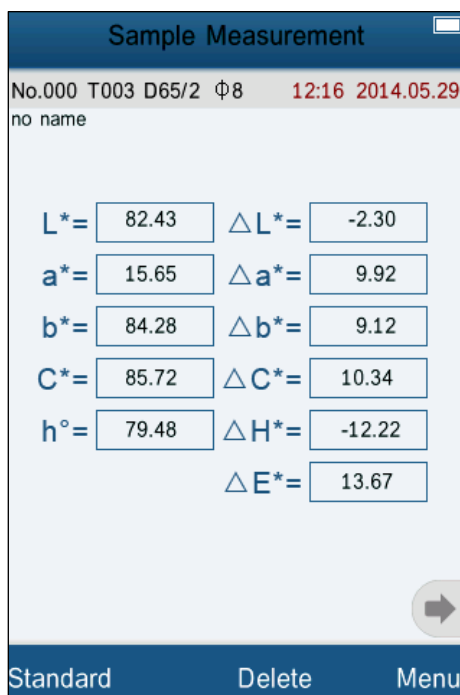 Sample Measurement
No.000 T003 D65/2 Φ8 12:16 2014.05.29
no name
L*= 82.43 △L*= -2.30
a*= 15.65 △a*= 9.92
b*= 84.28 △b*= 9.12
C*= 85.72 △C*= 10.34
h°= 79.48 △H*= -12.22
△E*= 13.67
Standard Delete Menu